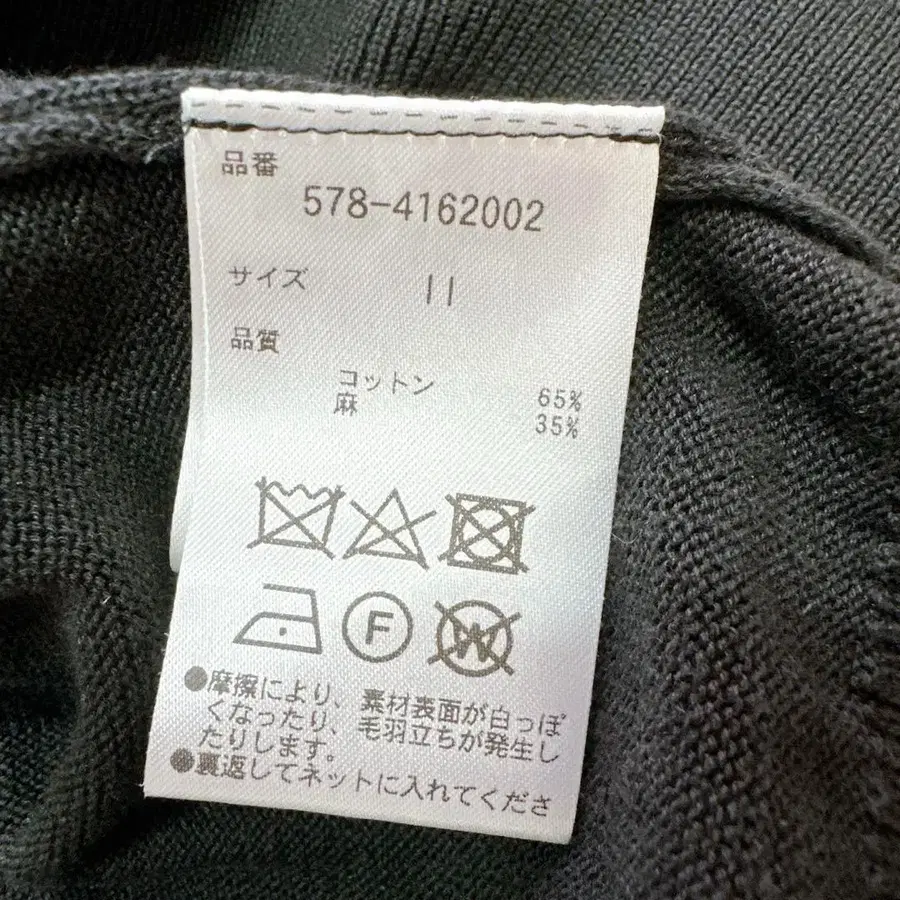 品番
578-4162002
サイズ 11
品質
コットン 65%
麻 35%
F
W
●摩擦により、素材表面が白っぽ
くなったり、毛羽立ちが発生し
たりします。
●裏返してネットに入れてくださ